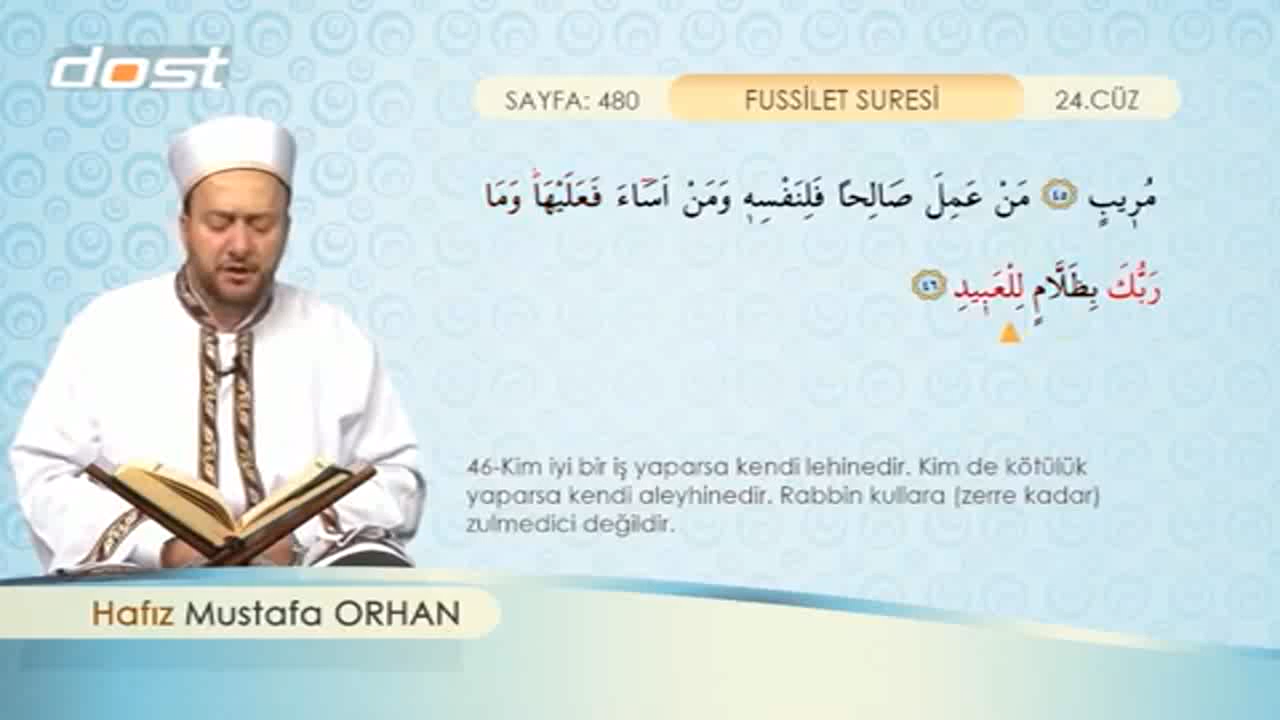 dost
SAYFA: 480
FUSSİLET SURESİ
24.CÜZ
مُر۪يبٍ ﴿٤٥﴾ مَنْ عَمِلَ صَالِحًا فَلِنَفْسِه۪ وَمَنْ اَسَٓاءَ فَعَلَيْهَاۜ وَمَا
رَبُّكَ بِظَلَّامٍ لِلْعَب۪يدِ ﴿٤٦﴾
46-Kim iyi bir iş yaparsa kendi lehinedir. Kim de kötülük
yaparsa kendi aleyhinedir. Rabbin kullara (zerre kadar)
zulmedici değildir.
Hafız Mustafa ORHAN